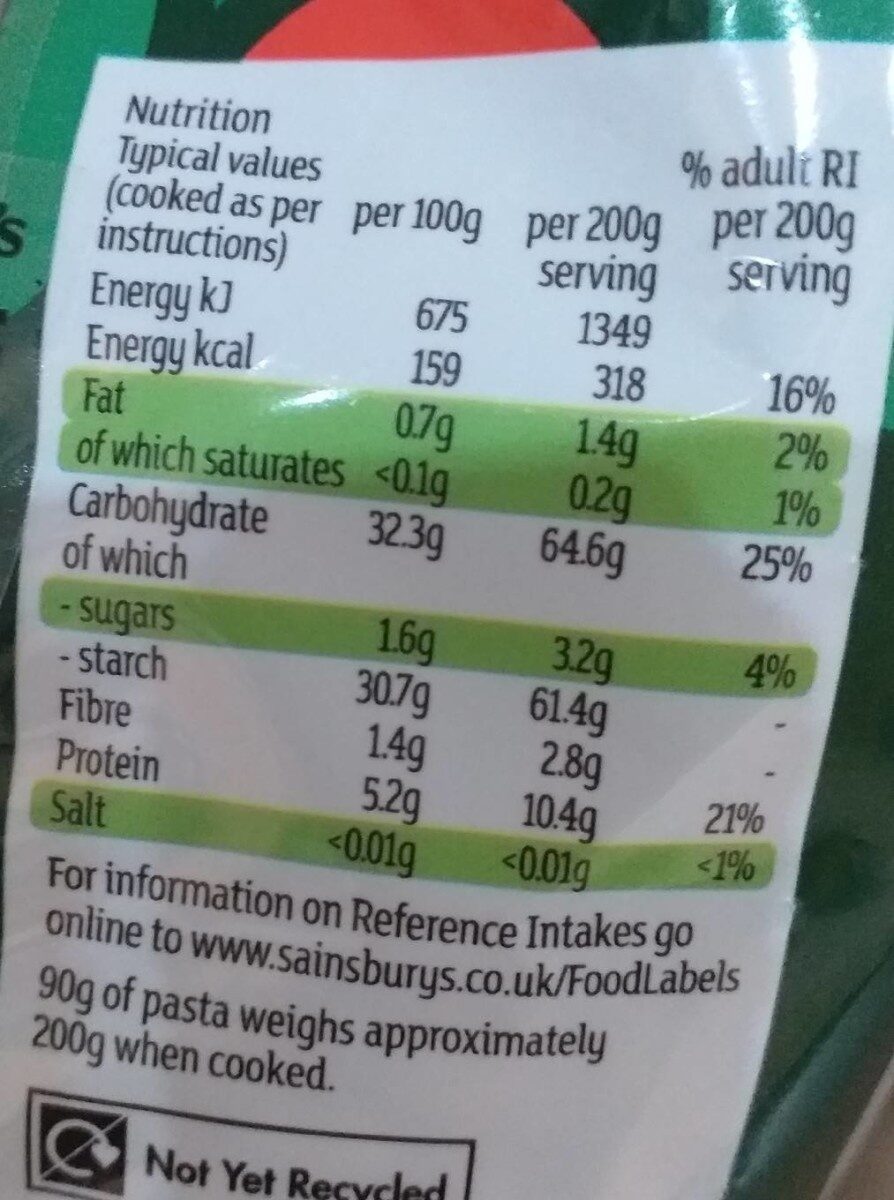 's
Nutrition
Typical values
(cooked as per
instructions)
per 100g
per 200g
serving
% adult RI
per 200g
serving
Energy kJ 675 1349
Energy kcal 159 318 16%
Fat 0.7g 1.4g 2%
of which saturates <0.1g 0.2g 1%
Carbohydrate 32.3g 64.6g 25%
of which
- sugars 1.6g 3.2g 4%
- starch 30.7g 61.4g -
Fibre 1.4g 2.8g -
Protein 5.2g 10.4g 21%
Salt <0.01g <0.01g <1%
For information on Reference Intakes go
online to www.sainsburys.co.uk/FoodLabels
90g of pasta weighs approximately
200g when cooked.
Not Yet Recycled